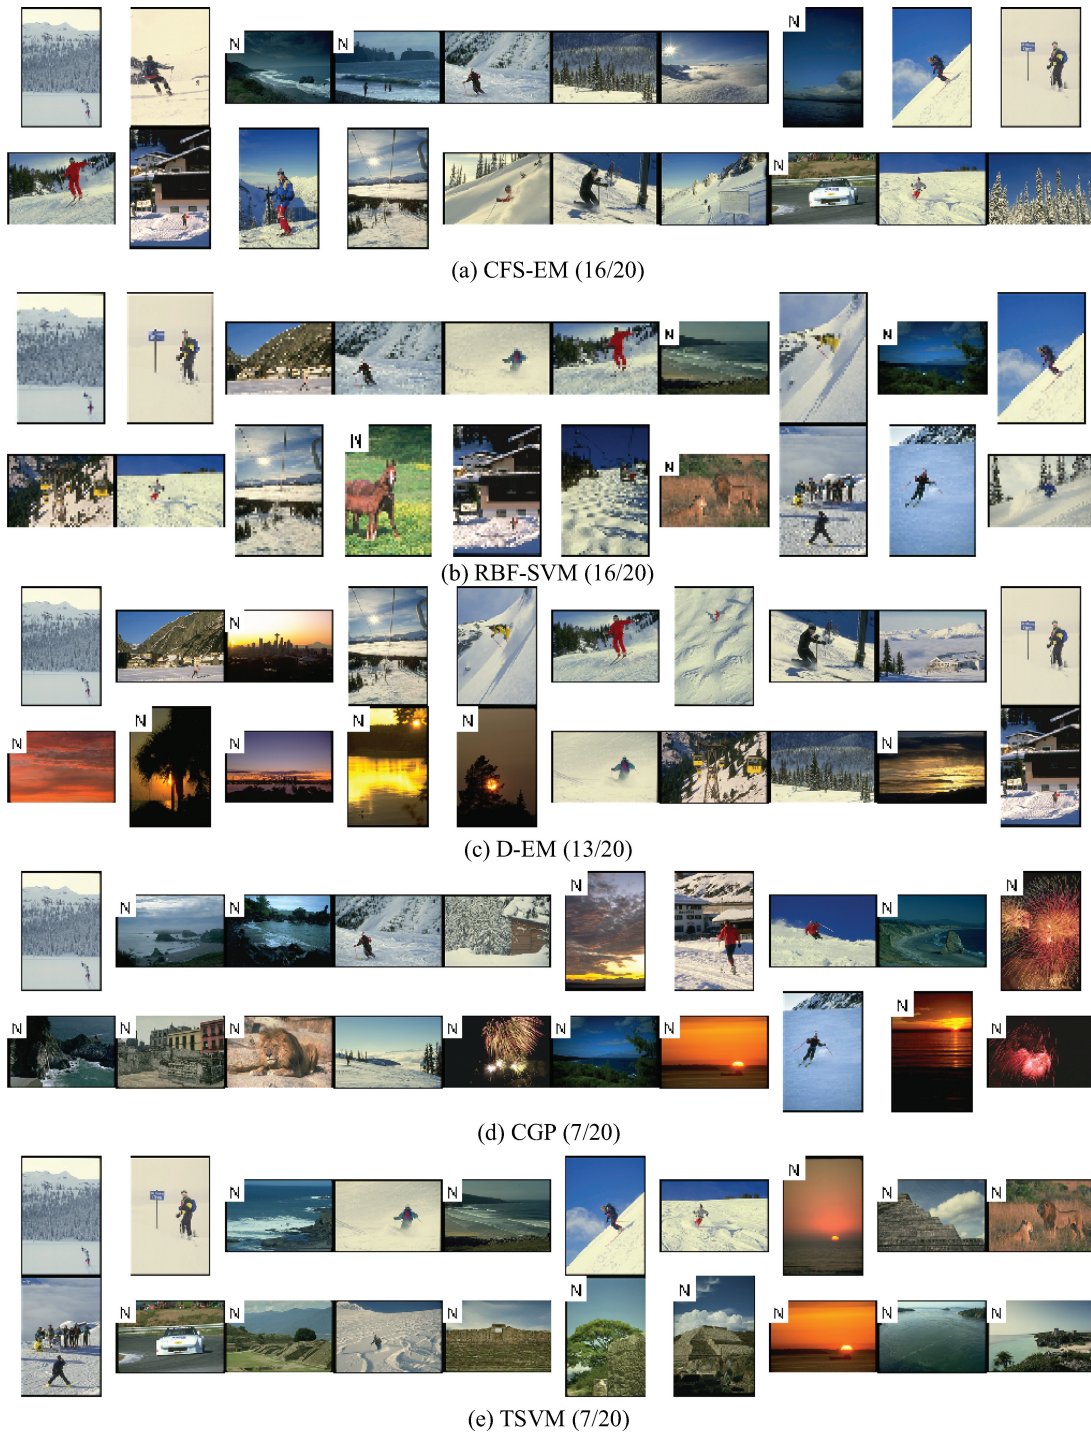 N N N
N
(a) CFS-EM (16/20)
N N
N N
(b) RBF-SVM (16/20)
N
N N N N N N
(c) D-EM (13/20)
N N N N N
N N N N N N N N
(d) CGP (7/20)
N N N N N
N N N N N N N N
(e) TSVM (7/20)